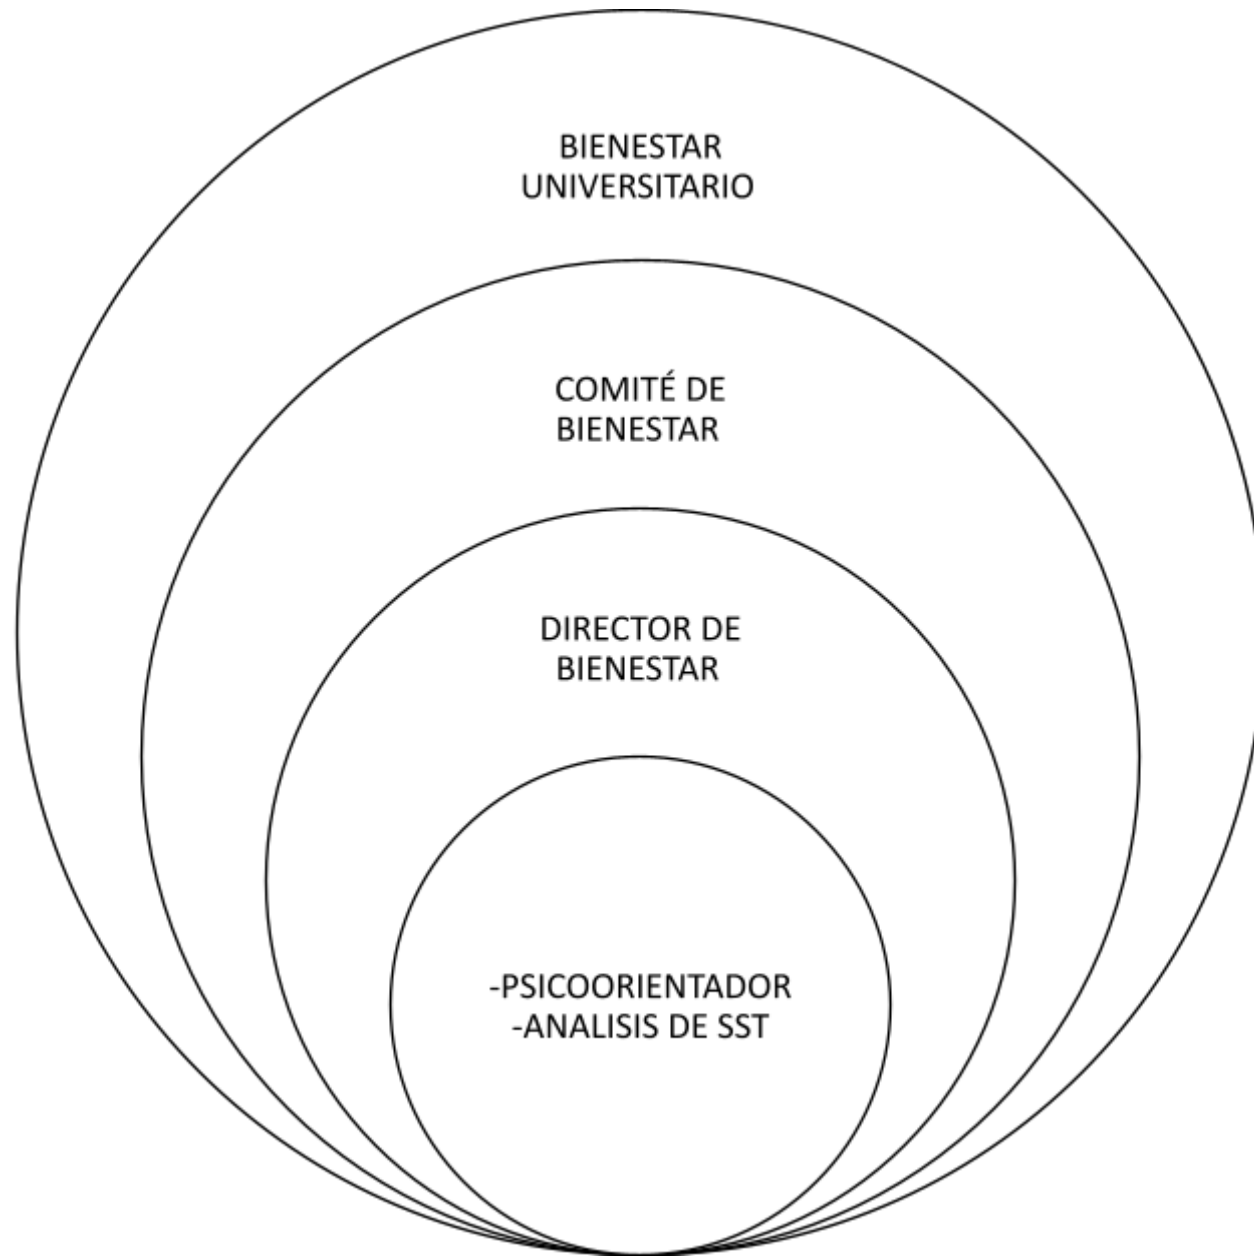 BIENESTAR
UNIVERSITARIO
COMITÉ DE
BIENESTAR
DIRECTOR DE
BIENESTAR
-PSICOORIENTADOR
-ANALISIS DE SST